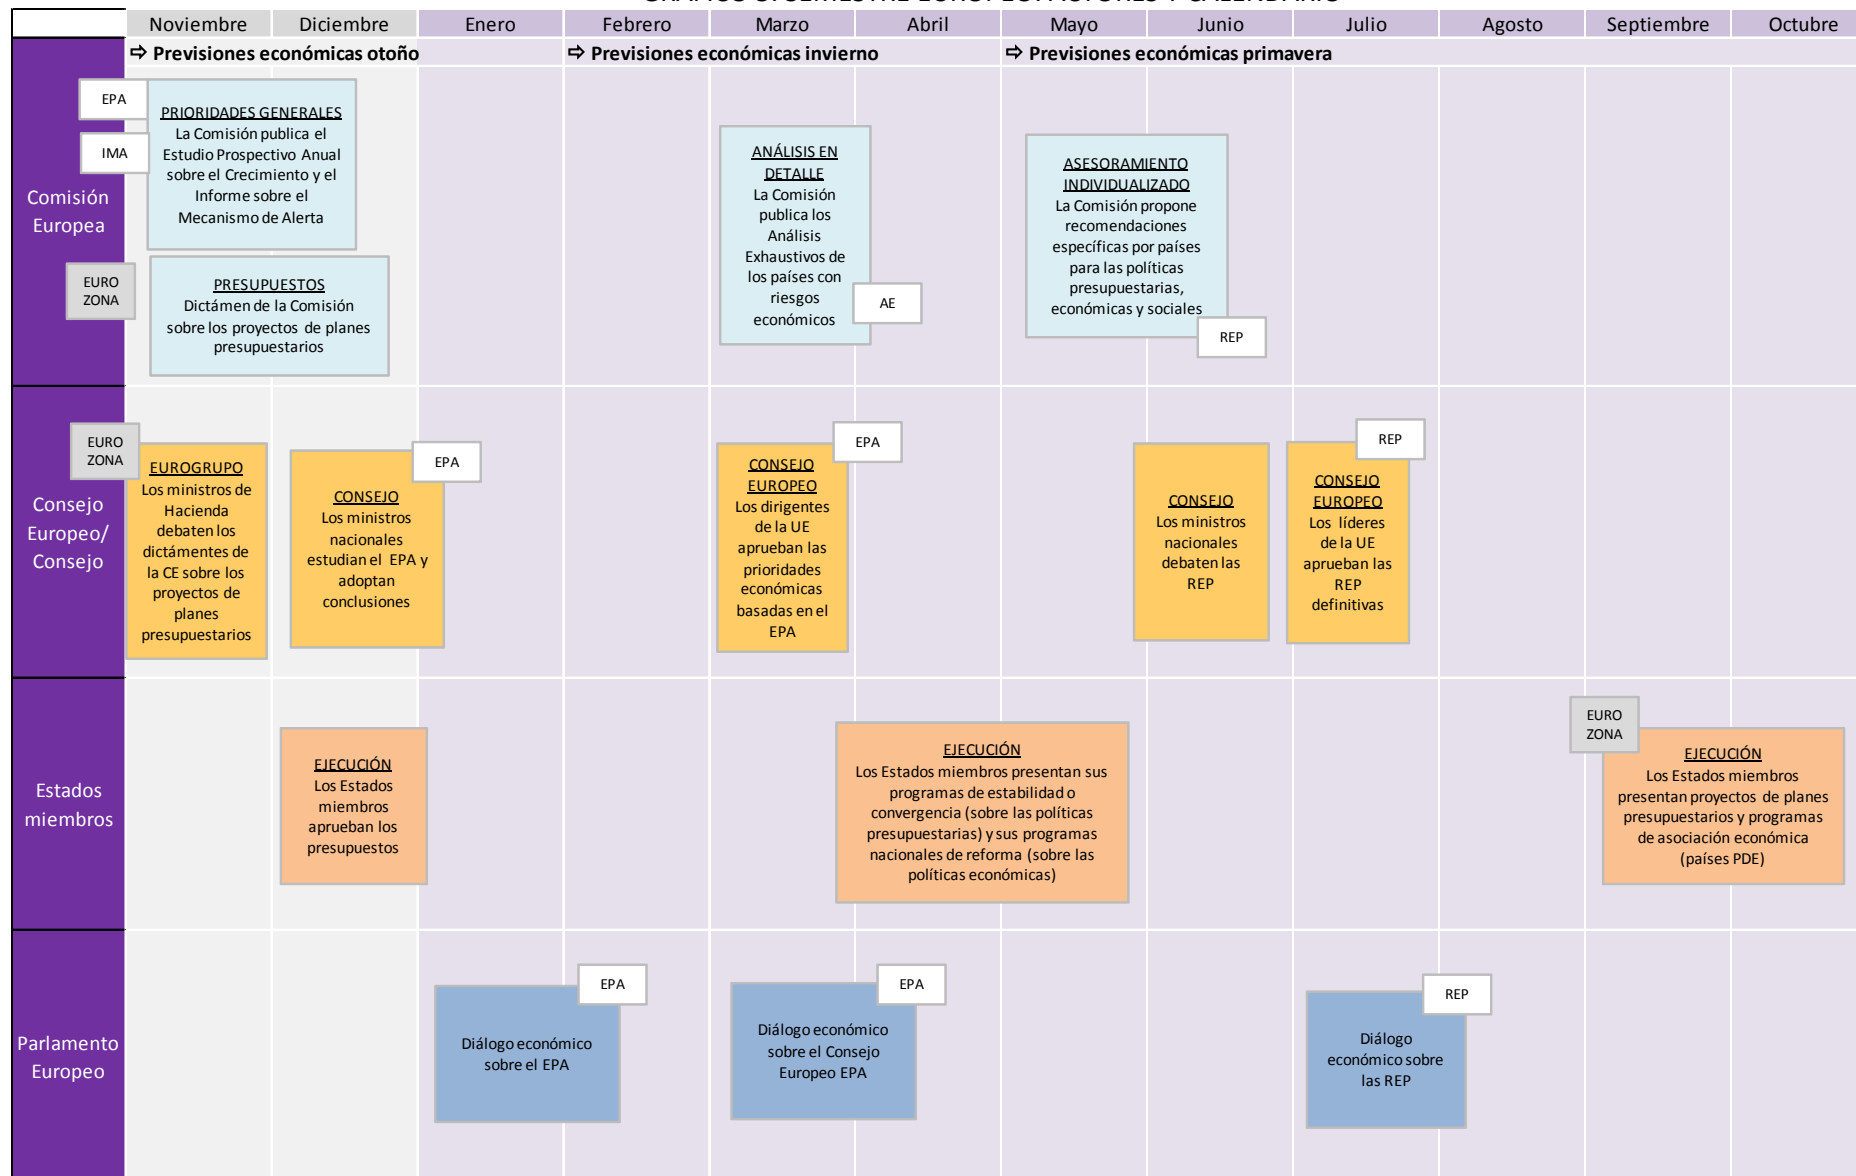 Noviembre Diciembre Enero Febrero Marzo Abril Mayo Junio Julio Agosto Septiembre Octubre
⇨ Previsiones económicas otoño ⇨ Previsiones económicas invierno ⇨ Previsiones económicas primavera
Comisión
Europea
EPA
IMA
PRIORIDADES GENERALES
La Comisión publica el
Estudio Prospectivo Anual
sobre el Crecimiento y el
Informe sobre el
Mecanismo de Alerta
EURO
ZONA
PRESUPUESTOS
Dictámen de la Comisión
sobre los proyectos de planes
presupuestarios
ANÁLISIS EN
DETALLE
La Comisión
publica los
Análisis
Exhaustivos de
los países con
riesgos
económicos
AE
ASESORAMIENTO
INDIVIDUALIZADO
La Comisión propone
recomendaciones
específicas por países
para las políticas
presupuestarias,
económicas y sociales
REP
Consejo
Europeo/
Consejo
EURO
ZONA
EUROGRUPO
Los ministros de
Hacienda
debaten los
dictámentes de
la CE sobre los
proyectos de
planes
presupuestarios
EPA
CONSEJO
Los ministros
nacionales
estudian el EPA y
adoptan
conclusiones
EPA
CONSEJO
EUROPEO
Los dirigentes
de la UE
aprueban las
prioridades
económicas
basadas en el
EPA
CONSEJO
Los ministros
nacionales
debaten las
REP
REP
CONSEJO
EUROPEO
Los líderes
de la UE
aprueban las
REP
definitivas
Estados
miembros
EJECUCIÓN
Los Estados
miembros
aprueban los
presupuestos
EJECUCIÓN
Los Estados miembros presentan sus
programas de estabilidad o
convergencia (sobre las políticas
presupuestarias) y sus programas
nacionales de reforma (sobre las
políticas económicas)
EURO
ZONA
EJECUCIÓN
Los Estados miembros
presentan proyectos de planes
presupuestarios y programas
de asociación económica
(países PDE)
Parlamento
Europeo
EPA
Diálogo económico
sobre el EPA
EPA
Diálogo económico
sobre el Consejo
Europeo EPA
REP
Diálogo
económico sobre
las REP